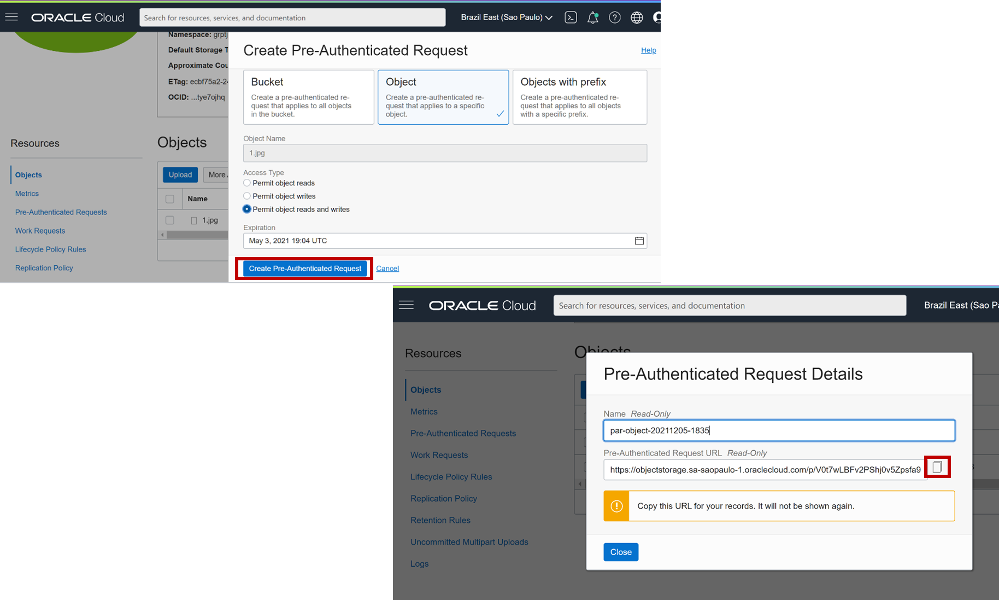 ORACLE Cloud
Search for resources, services, and documentation
Brazil East (Sao Paulo)
Namespace: grptj
Default Storage T
Approximate Cou
ETag: ecbf75a2-24
OCID: ...tye7ojhq
Create Pre-Authenticated Request
Help
Bucket
Create a pre-authenticated re-
quest that applies to all objects
in the bucket.
Object
Create a pre-authenticated re-
quest that applies to a specific
object.
Objects with prefix
Create a pre-authenticated re-
quest that applies to all objects
with a specific prefix.
Object Name
1.jpg
Access Type
Permit object reads
Permit object writes
Permit object reads and writes
Expiration
May 3, 2021 19:04 UTC
Create Pre-Authenticated Request
Cancel
Resources
Objects
Metrics
Pre-Authenticated Requests
Work Requests
Lifecycle Policy Rules
Replication Policy
Objects
Upload
More
Name
1.jpg
ORACLE Cloud
Search for resources, services, and documentation
Brazil East (Sao Pa
Resources
Objects
Metrics
Pre-Authenticated Requests
Work Requests
Lifecycle Policy Rules
Replication Policy
Retention Rules
Uncommitted Multipart Uploads
Logs
Objects
Pre-Authenticated Request Details
Name Read-Only
par-object-20211205-1835
Pre-Authenticated Request URL Read-Only
https://objectstorage.sa-saopaulo-1.oraclecloud.com/p/V0t7wLBFv2PShj0v5Zpsfa9
Copy this URL for your records. It will not be shown again.
Close